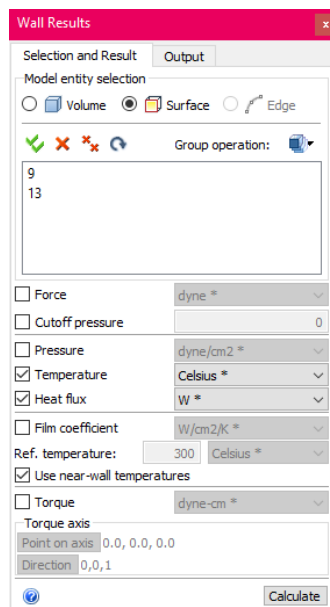 Wall Results x
Selection and Result Output
Model entity selection
Volume Surface Edge
Group operation:
9
13
Force dyne *
Cutoff pressure 0
Pressure dyne/cm2 *
Temperature Celsius *
Heat flux W *
Film coefficient W/cm2/K *
Ref. temperature: 300 Celsius *
Use near-wall temperatures
Torque dyne-cm *
Torque axis
Point on axis 0.0, 0.0, 0.0
Direction 0,0,1
? Calculate